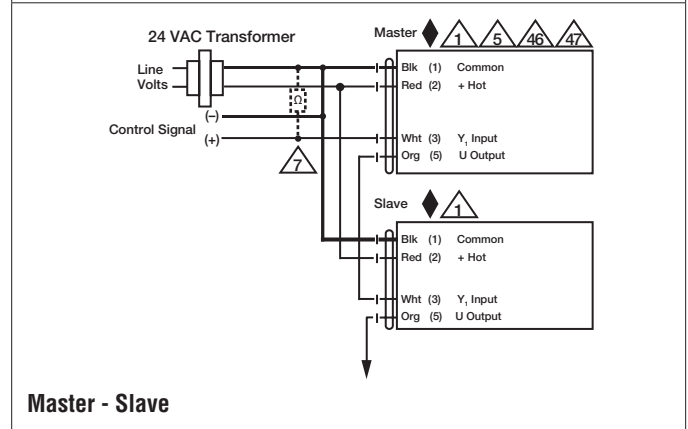 24 VAC Transformer
Line
Volts
(–)
Control Signal
(+)
Ω
7
Master 1 5 46 47
Blk (1) Common
Red (2) + Hot
Wht (3) Y1 Input
Org (5) U Output
Slave 1
Blk (1) Common
Red (2) + Hot
Wht (3) Y1 Input
Org (5) U Output
Master - Slave